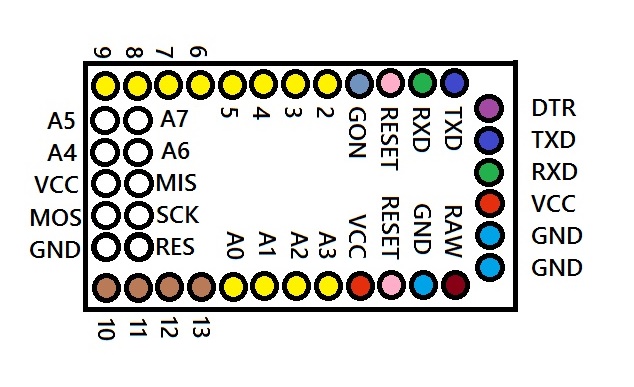 9 8 7 6
5 4 3 2 GON RESET RXD TXD
DTR
A5 A7 TXD
A4 A6 RXD
VCC MIS VCC
MOS SCK GND
GND RES GND
A0 A1 A2 A3 VCC RESET GND RAW
10 11 12 13